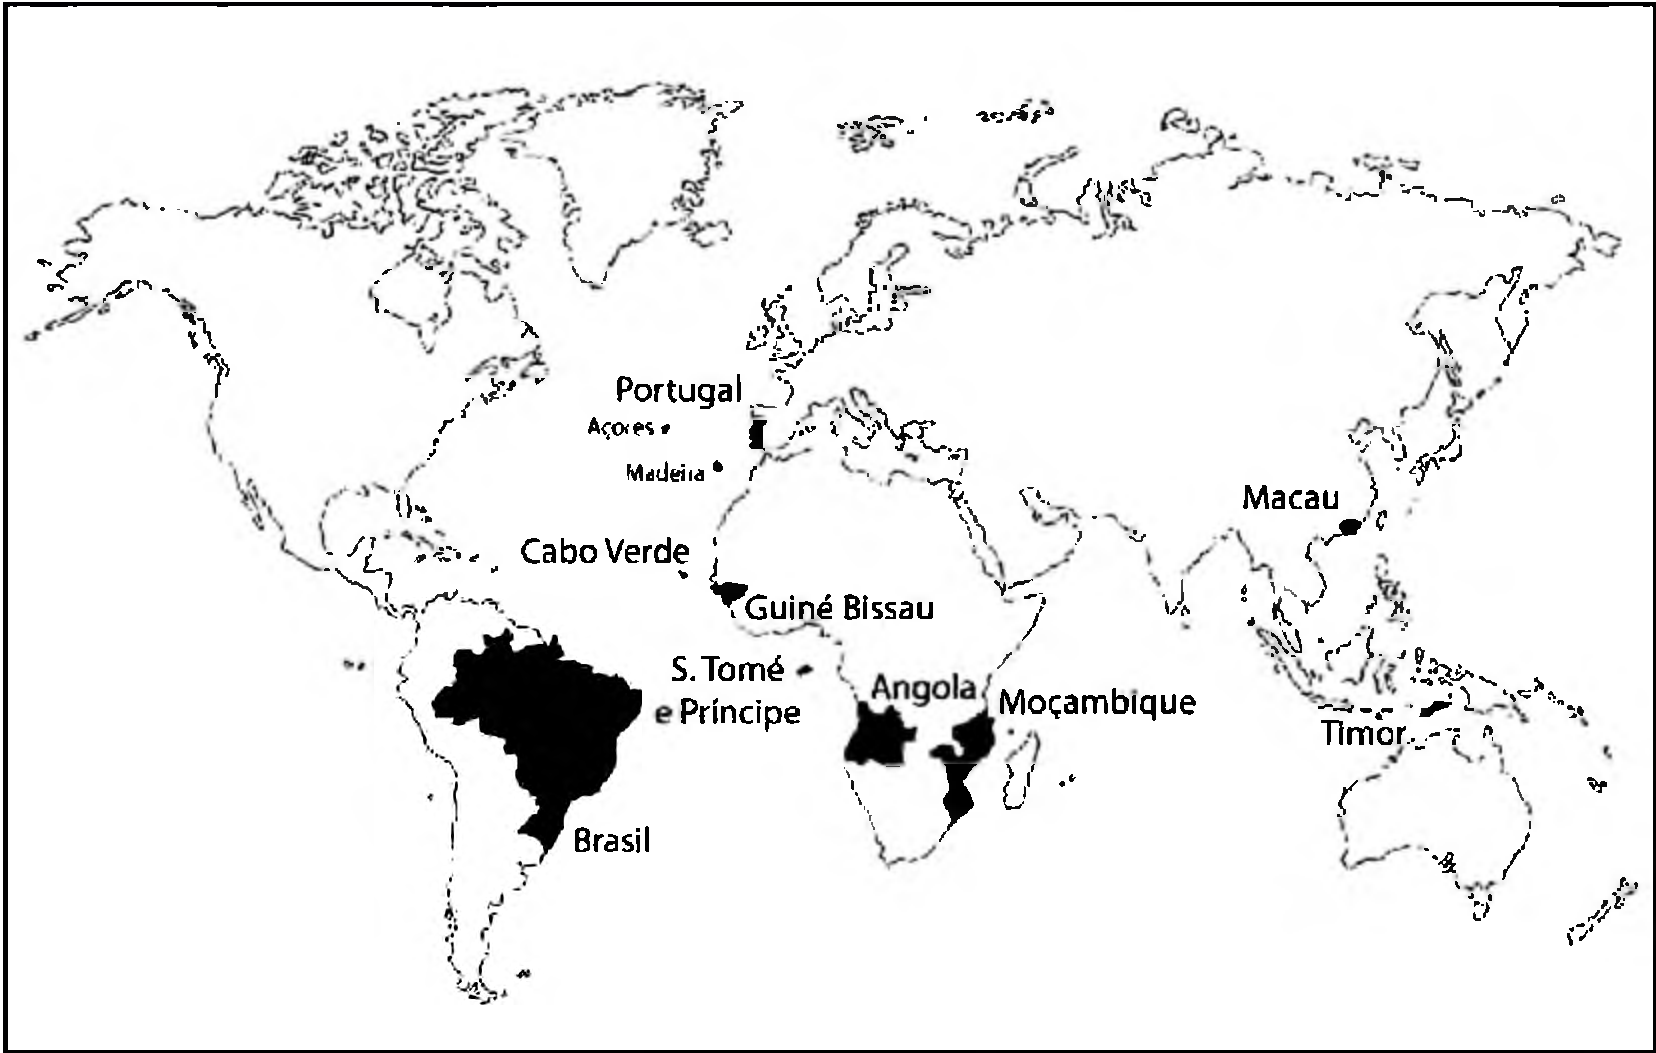 Portugal
Açores
Madeira
Macau
Cabo Verde
Guiné Bissau
S. Tomé
e Príncipe
Angola
Moçambique
Timor
Brasil